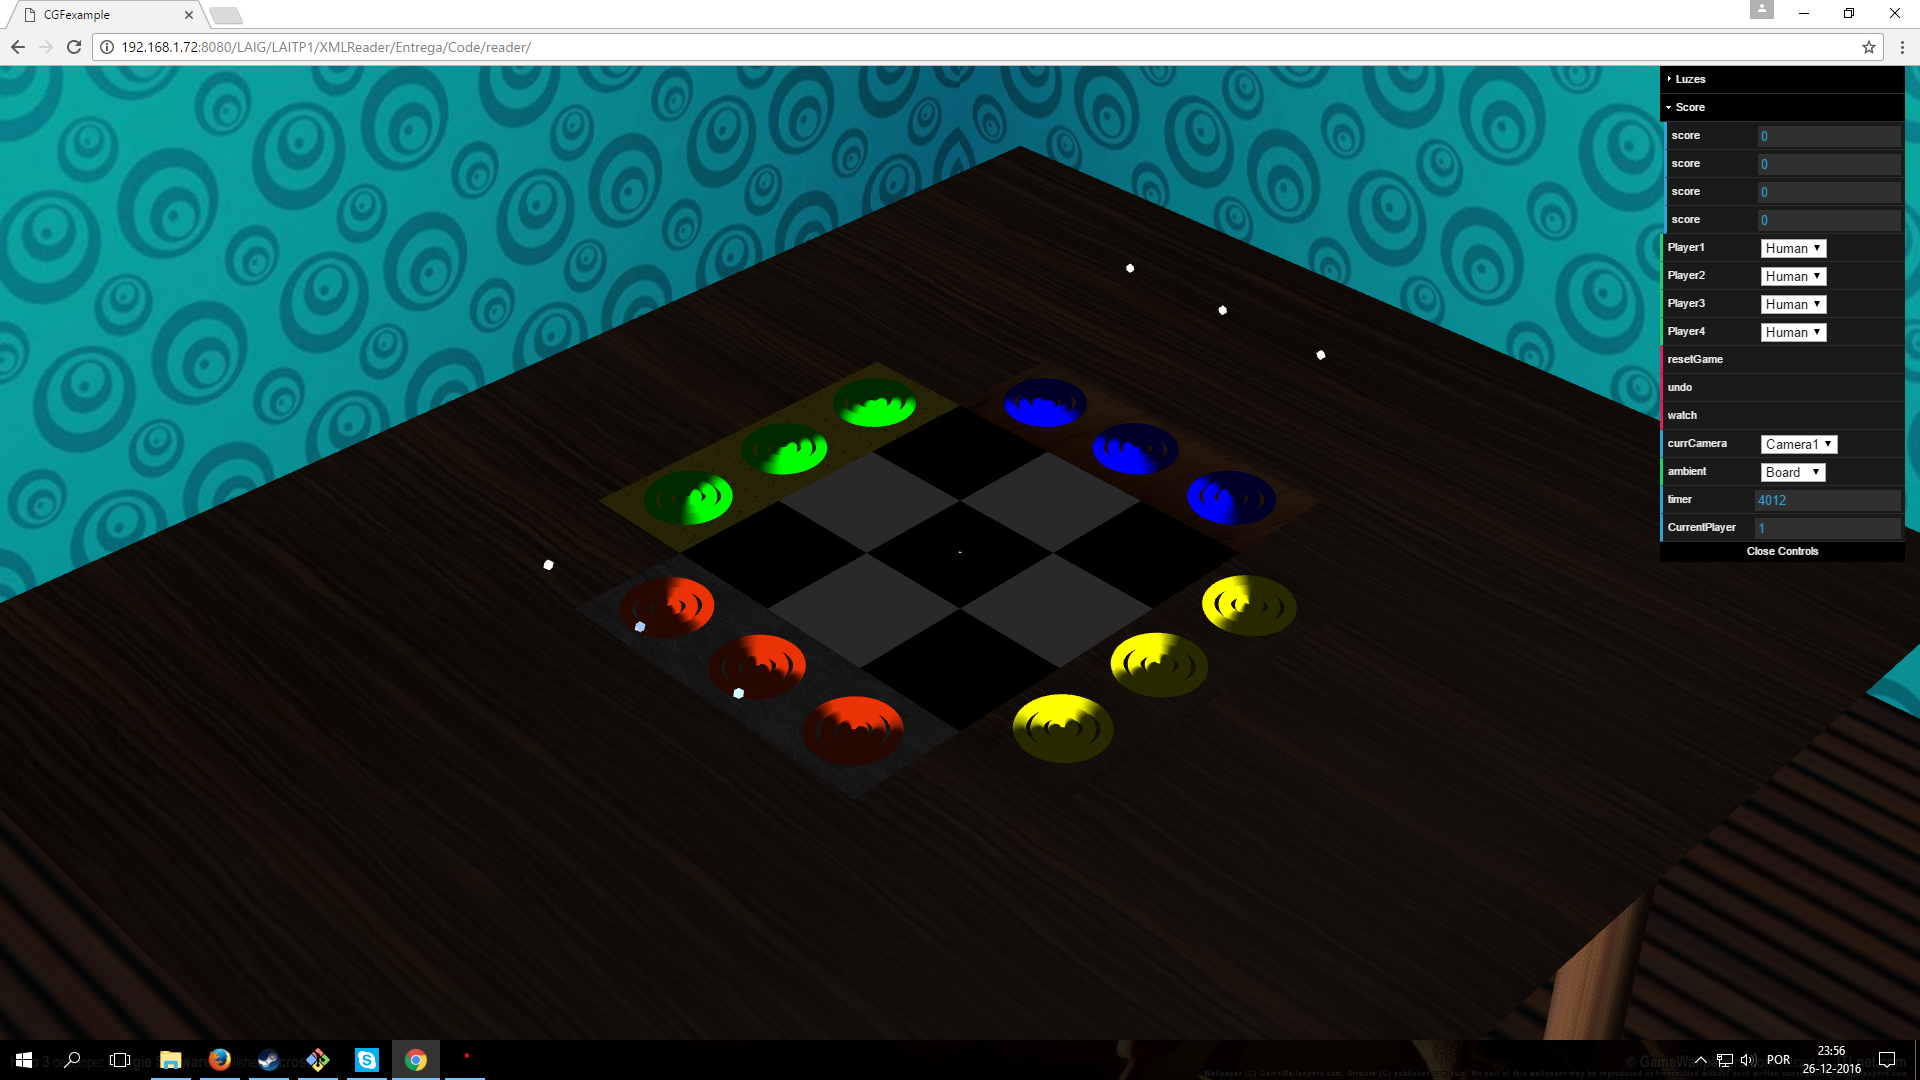 CGFexample
192.168.1.72:8080/LAIG/LAITP1/XMLReader/Entrega/Code/reader/
Luzes
Score
score 0
score 0
score 0
score 0
Player1 Human
Player2 Human
Player3 Human
Player4 Human
resetGame
undo
watch
currCamera Camera1
ambient Board
timer 4012
CurrentPlayer 1
Close Controls
POR
23:56
26-12-2016